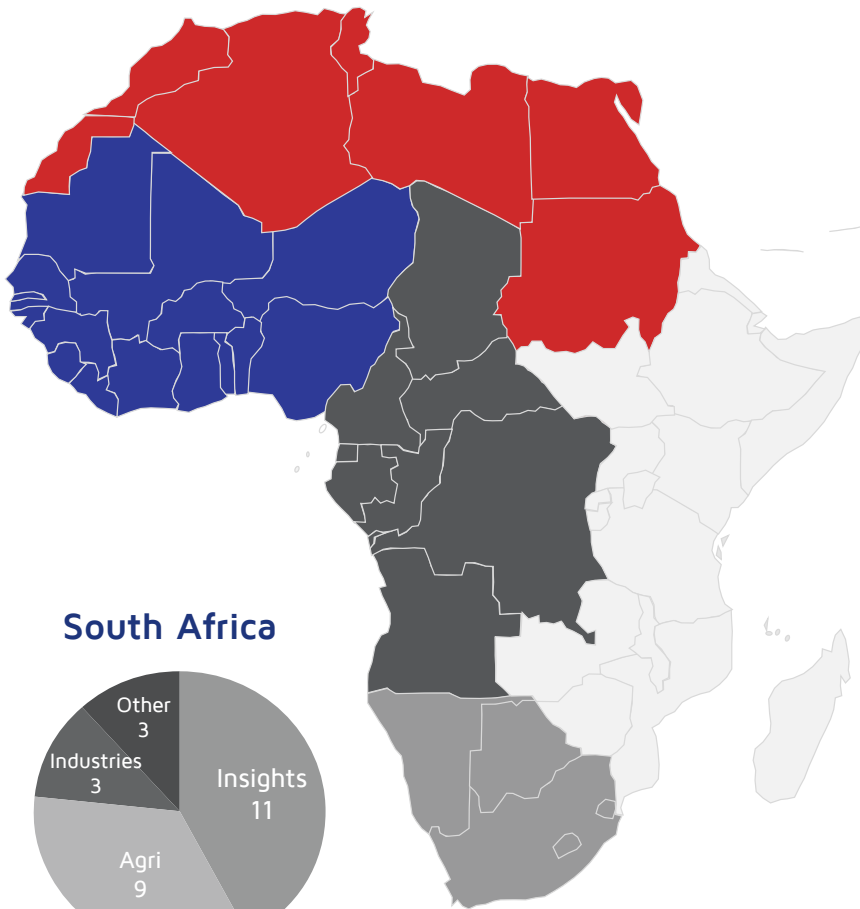 South Africa
Other
3
Industries
3
Insights
11
Agri
9